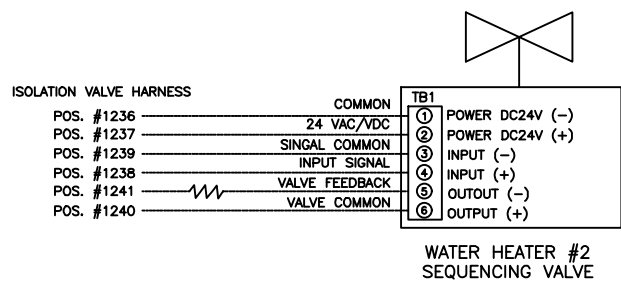 ISOLATION VALVE HARNESS
COMMON
TB1
POS. #1236
1
POWER DC24V (-)
24 VAC/VDC
POS. #1237
2
POWER DC24V (+)
SINGAL COMMON
POS. #1239
3
INPUT (-)
INPUT SIGNAL
POS. #1238
4
INPUT (+)
VALVE FEEDBACK
POS. #1241
5
OUTOUT (-)
VALVE COMMON
POS. #1240
6
OUTPUT (+)
WATER HEATER #2
SEQUENCING VALVE